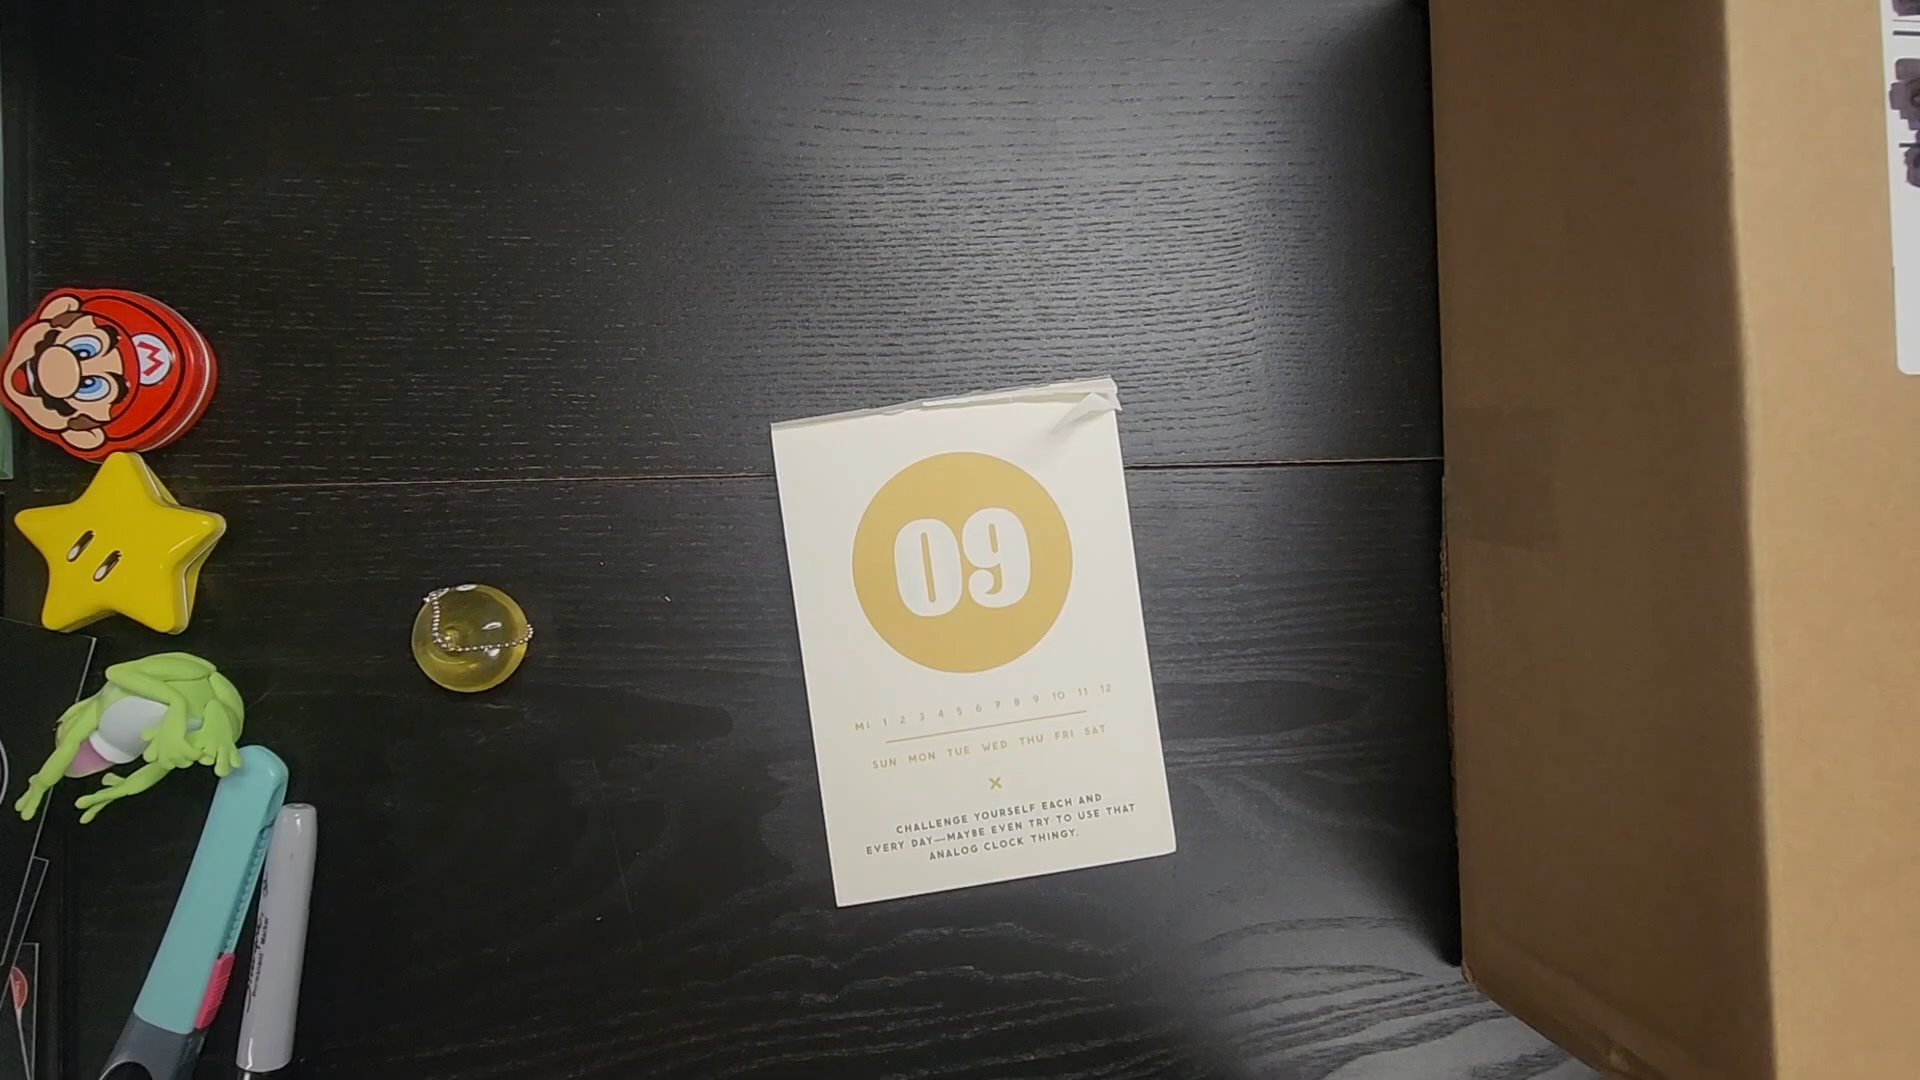 09
M: 1 2 3 4 5 6 7 8 9 10 11 12
SUN MON TUE WED THU FRI SAT
X
CHALLENGE YOURSELF EACH AND
EVERY DAY—MAYBE EVEN TRY TO USE THAT
ANALOG CLOCK THINGY.
M
Sharpie